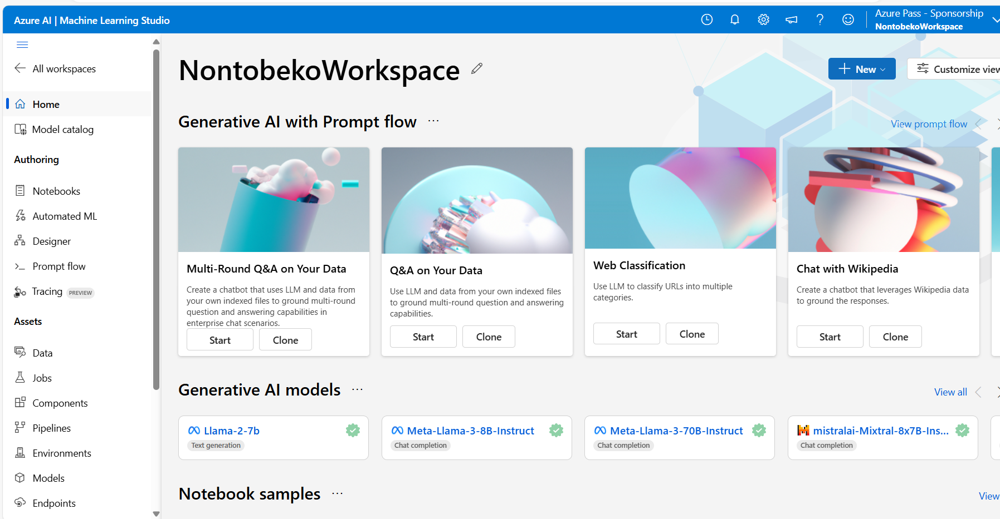 Azure AI | Machine Learning Studio
Azure Pass - Sponsorship
NontobekoWorkspace
All workspaces
Home
Model catalog
Authoring
Notebooks
Automated ML
Designer
Prompt flow
Tracing PREVIEW
Assets
Data
Jobs
Components
Pipelines
Environments
Models
Endpoints
NontobekoWorkspace
New
Customize view
Generative AI with Prompt flow ...
View prompt flow
Multi-Round Q&A on Your Data
Create a chatbot that uses LLM and data from
your own indexed files to ground multi-round
question and answering capabilities in
enterprise chat scenarios.
Start Clone
Q&A on Your Data
Use LLM and data from your own indexed files
to ground multi-round question and answering
capabilities.
Start Clone
Web Classification
Use LLM to classify URLs into multiple
categories.
Start Clone
Chat with Wikipedia
Create a chatbot that leverages Wikipedia data
to ground the responses.
Start Clone
Generative AI models ...
View all
Llama-2-7b
Text generation
Meta-Llama-3-8B-Instruct
Chat completion
Meta-Llama-3-70B-Instruct
Chat completion
mistralai-Mixtral-8x7B-Ins...
Chat completion
Notebook samples ...
View